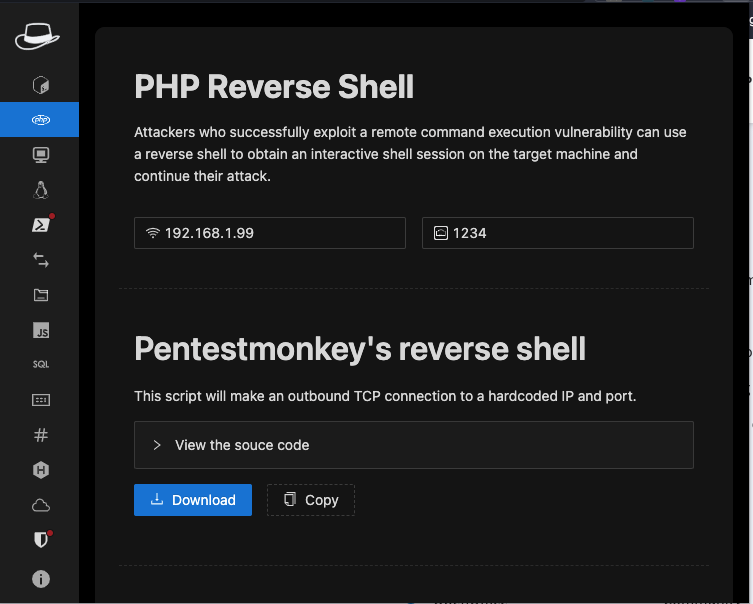 PHP Reverse Shell
Attackers who successfully exploit a remote command execution vulnerability can use
a reverse shell to obtain an interactive shell session on the target machine and
continue their attack.
192.168.1.99
1234
Pentestmonkey's reverse shell
This script will make an outbound TCP connection to a hardcoded IP and port.
View the souce code
Download
Copy
php
JS
SQL
#
H
i